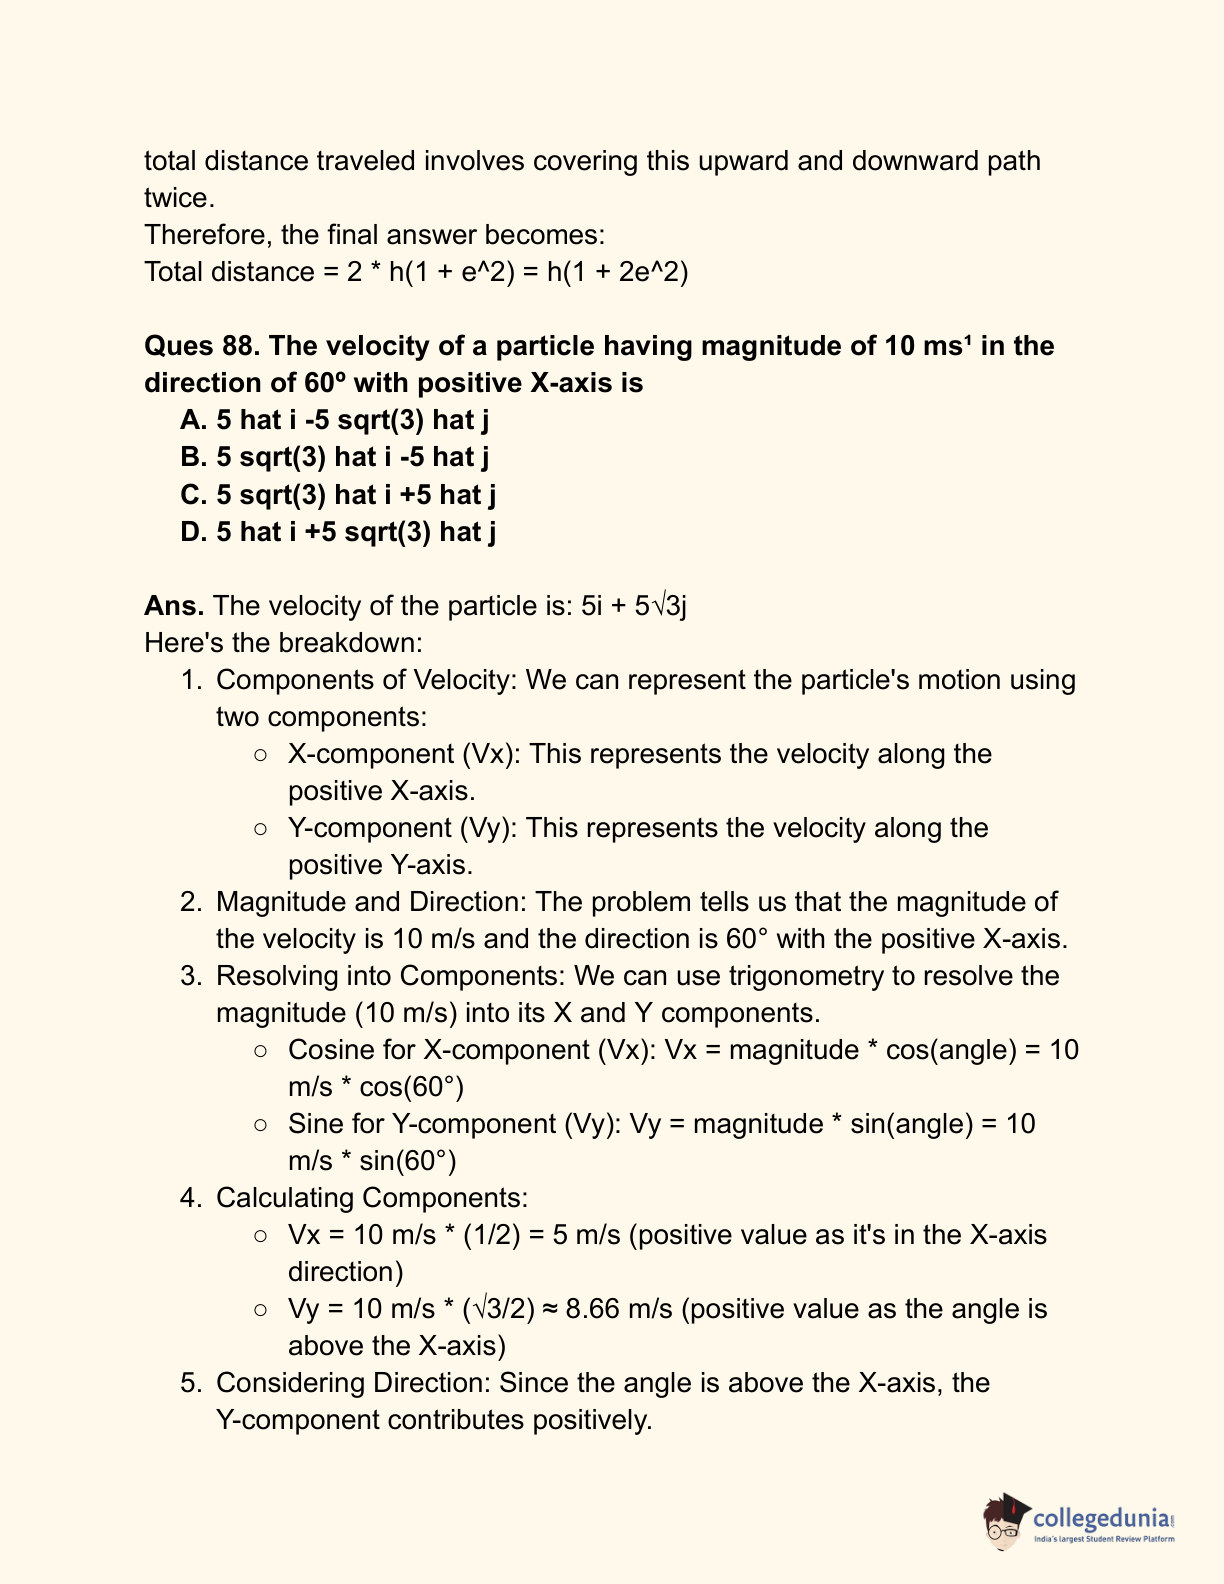 total distance traveled involves covering this upward and downward path
twice.
Therefore, the final answer becomes:
Total distance = 2 * h(1 + e^2) = h(1 + 2e^2)
Ques 88. The velocity of a particle having magnitude of 10 ms¹ in the
direction of 60º with positive X-axis is
A. 5 hat i -5 sqrt(3) hat j
B. 5 sqrt(3) hat i -5 hat j
C. 5 sqrt(3) hat i +5 hat j
D. 5 hat i +5 sqrt(3) hat j
Ans. The velocity of the particle is: 5i + 5√3j
Here's the breakdown:
1. Components of Velocity: We can represent the particle's motion using
two components:
○ X-component (Vx): This represents the velocity along the
positive X-axis.
○ Y-component (Vy): This represents the velocity along the
positive Y-axis.
2. Magnitude and Direction: The problem tells us that the magnitude of
the velocity is 10 m/s and the direction is 60° with the positive X-axis.
3. Resolving into Components: We can use trigonometry to resolve the
magnitude (10 m/s) into its X and Y components.
○ Cosine for X-component (Vx): Vx = magnitude * cos(angle) = 10
m/s * cos(60°)
○ Sine for Y-component (Vy): Vy = magnitude * sin(angle) = 10
m/s * sin(60°)
4. Calculating Components:
○ Vx = 10 m/s * (1/2) = 5 m/s (positive value as it's in the X-axis
direction)
○ Vy = 10 m/s * (√3/2) ≈ 8.66 m/s (positive value as the angle is
above the X-axis)
5. Considering Direction: Since the angle is above the X-axis, the
Y-component contributes positively.
collegedunia.com
India's largest Student Review Platform